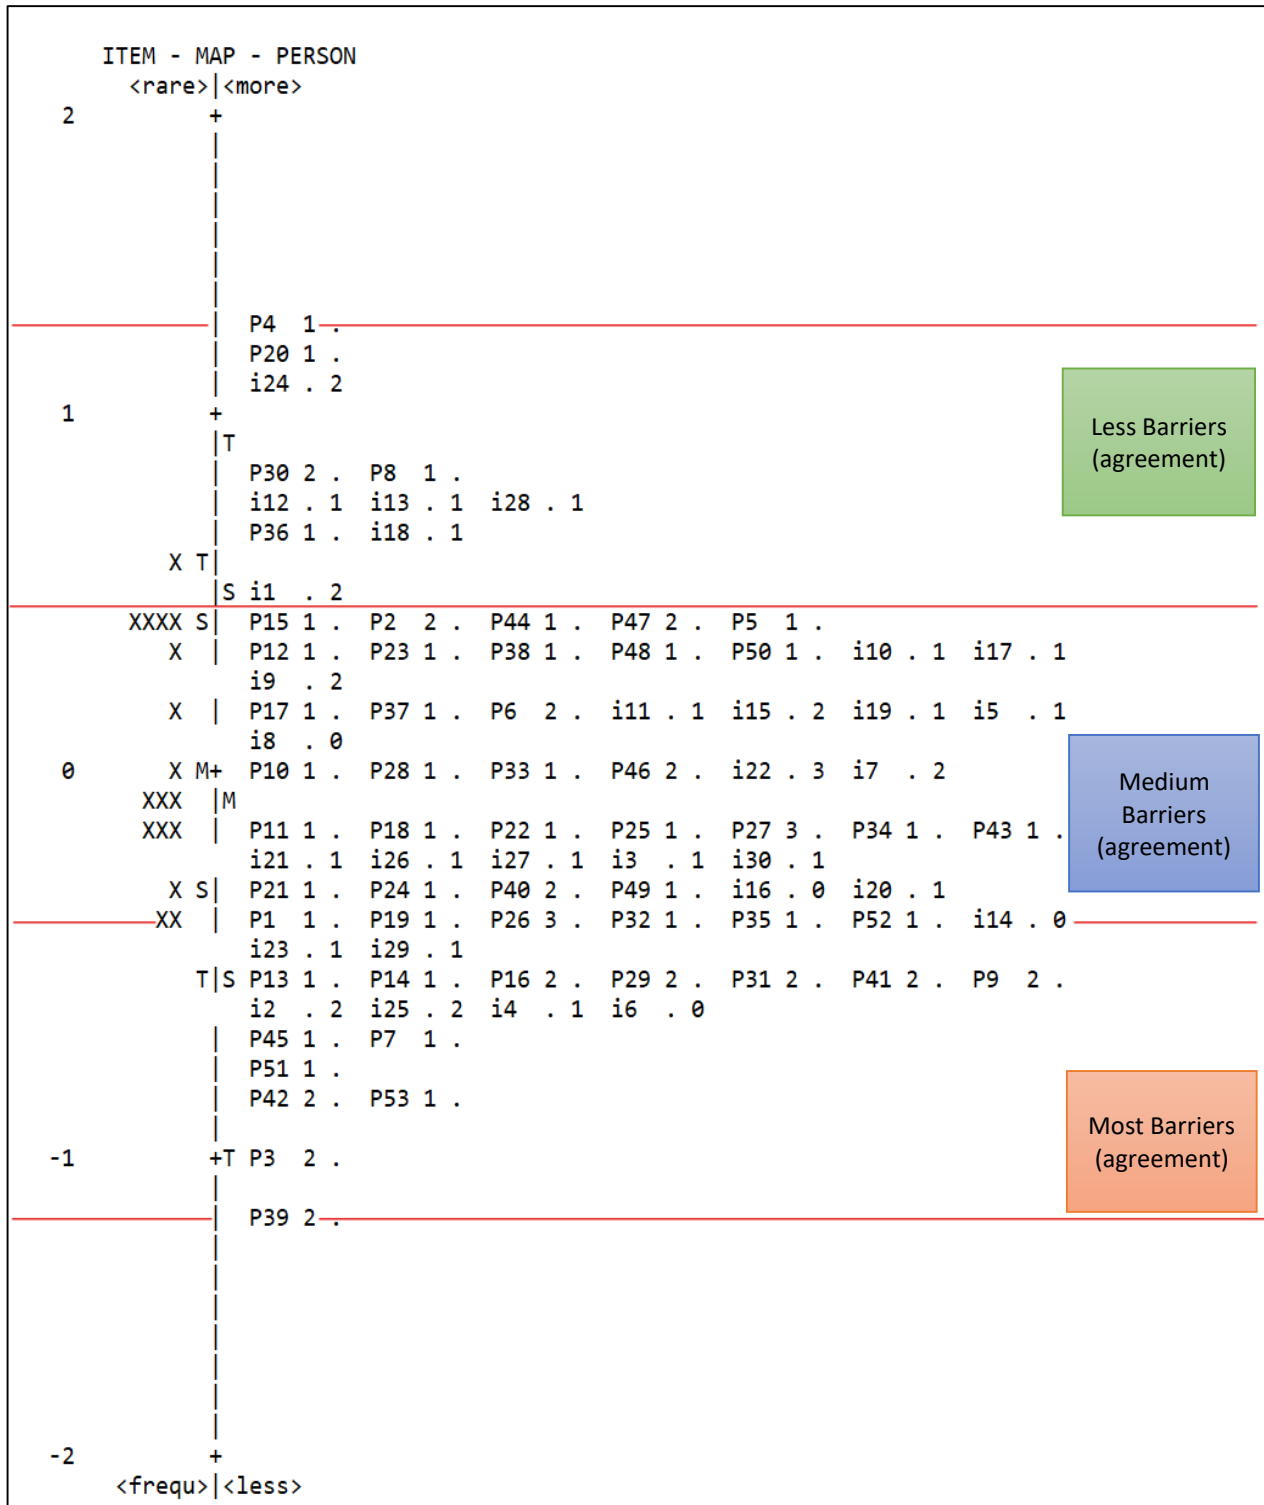 ITEM - MAP - PERSON
<rare>|<more>
2 +
|
|
|
|
|
|
| P4 1 .
| P20 1 .
| i24 . 2
1 +
|T
| P30 2 . P8 1 .
| i12 . 1 i13 . 1 i28 . 1
| P36 1 . i18 . 1
X T|
|S i1 . 2
XXXX S| P15 1 . P2 2 . P44 1 . P47 2 . P5 1 .
X | P12 1 . P23 1 . P38 1 . P48 1 . P50 1 . i10 . 1 i17 . 1
i9 . 2
X | P17 1 . P37 1 . P6 2 . i11 . 1 i15 . 2 i19 . 1 i5 . 1
i8 . 0
0 X M+ P10 1 . P28 1 . P33 1 . P46 2 . i22 . 3 i7 . 2
XXX |M
XXX | P11 1 . P18 1 . P22 1 . P25 1 . P27 3 . P34 1 . P43 1 .
i21 . 1 i26 . 1 i27 . 1 i3 . 1 i30 . 1
X S| P21 1 . P24 1 . P40 2 . P49 1 . i16 . 0 i20 . 1
XX | P1 1 . P19 1 . P26 3 . P32 1 . P35 1 . P52 1 . i14 . 0
i23 . 1 i29 . 1
T|S P13 1 . P14 1 . P16 2 . P29 2 . P31 2 . P41 2 . P9 2 .
i2 . 2 i25 . 2 i4 . 1 i6 . 0
| P45 1 . P7 1 .
| P51 1 .
| P42 2 . P53 1 .
|
-1 +T P3 2 .
|
| P39 2 .
|
|
|
|
|
|
|
-2 +
<frequ>|<less>
Less Barriers
(agreement)
Medium
Barriers
(agreement)
Most Barriers
(agreement)